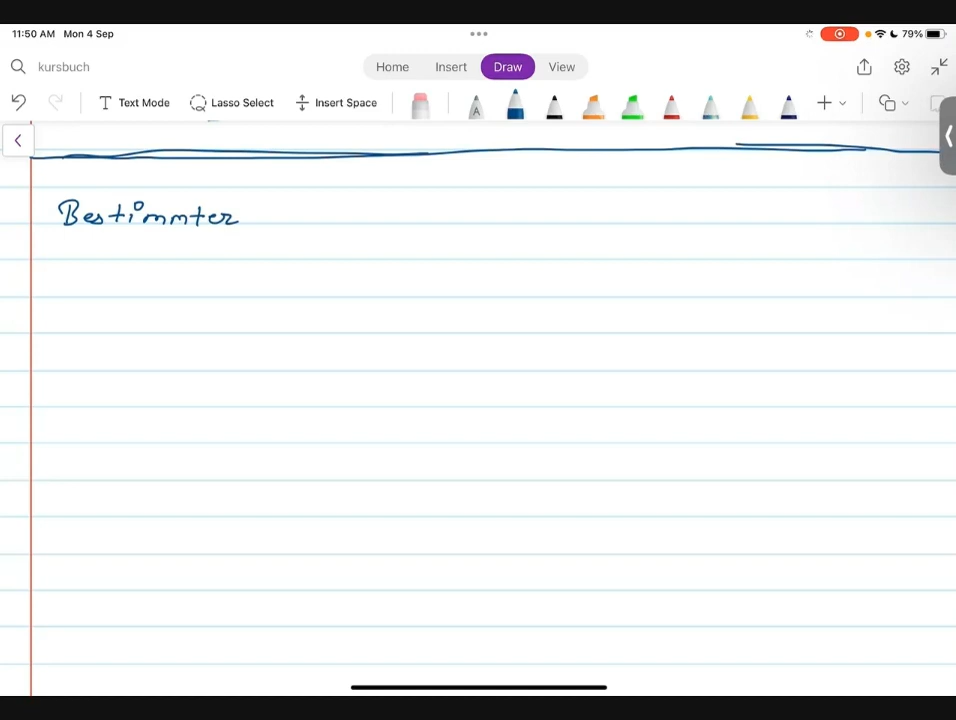 11:50 AM Mon 4 Sep 79%
kursbuch Home Insert Draw View
Text Mode Lasso Select Insert Space A
Bestimmter